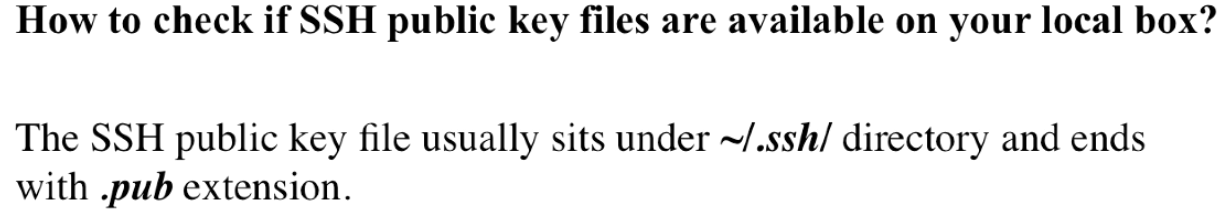 How to check if SSH public key files are available on your local box?
The SSH public key file usually sits under ~/.ssh/ directory and ends
with .pub extension.